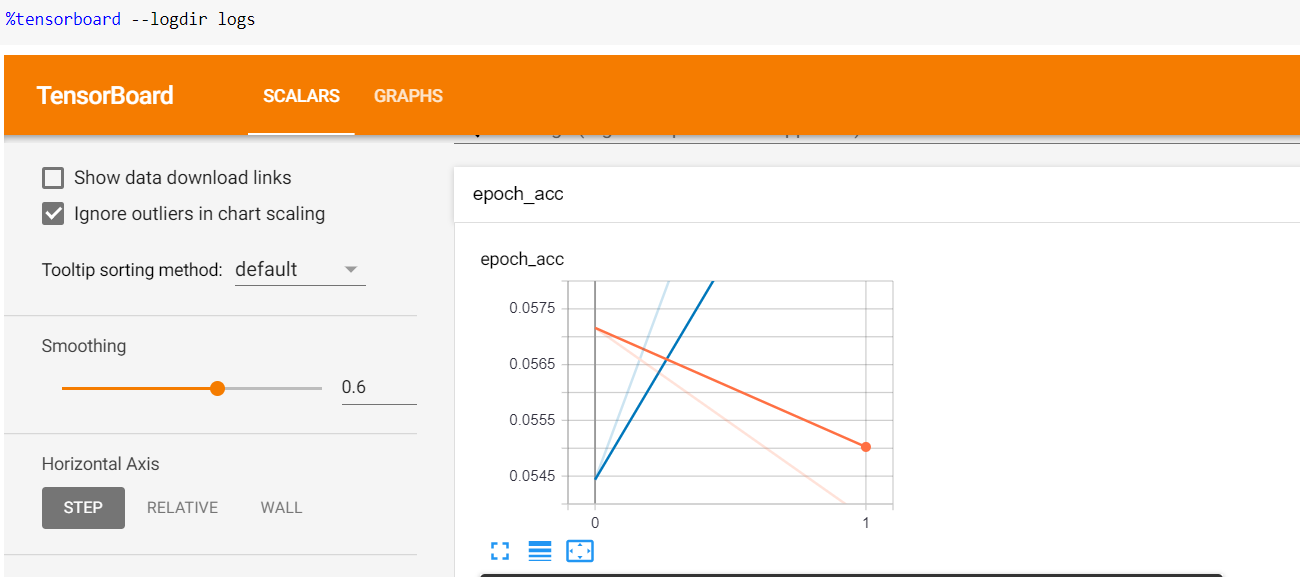 %tensorboard --logdir logs
TensorBoard
SCALARS
GRAPHS
Show data download links
Ignore outliers in chart scaling
Tooltip sorting method: default
Smoothing
0.6
Horizontal Axis
STEP
RELATIVE
WALL
epoch_acc
epoch_acc
0.0575
0.0565
0.0555
0.0545
0
1